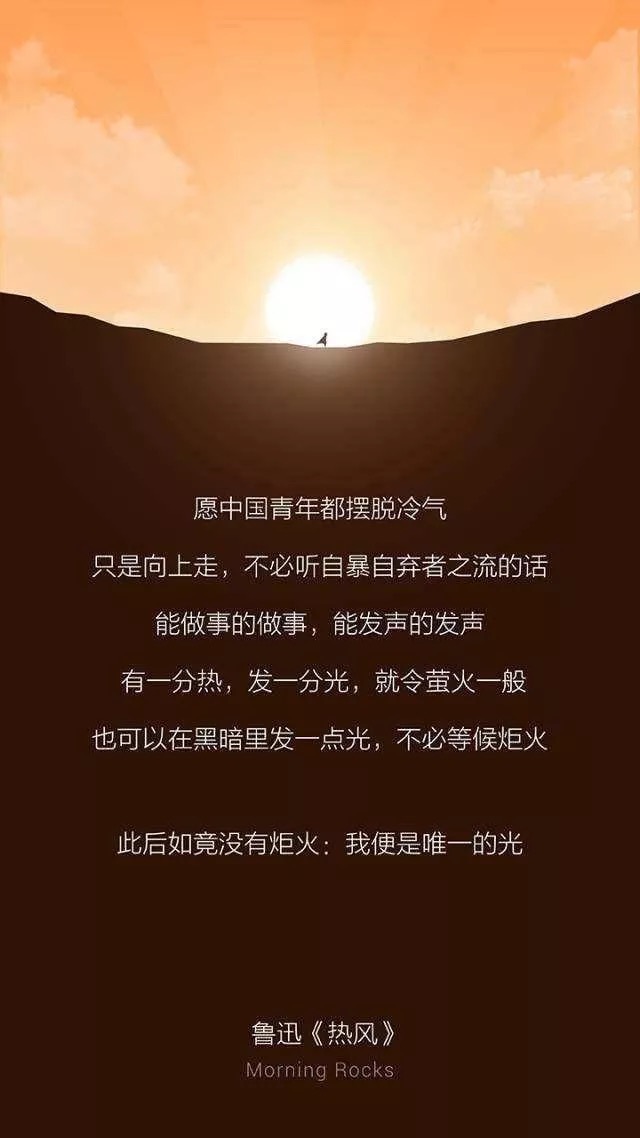 愿中国青年都摆脱冷气
只是向上走，不必听自暴自弃者之流的话
能做事的做事，能发声的发声
有一分热，发一分光，就令萤火一般
也可以在黑暗里发一点光，不必等候炬火
此后如竟没有炬火：我便是唯一的光
鲁迅《热风》
Morning Rocks